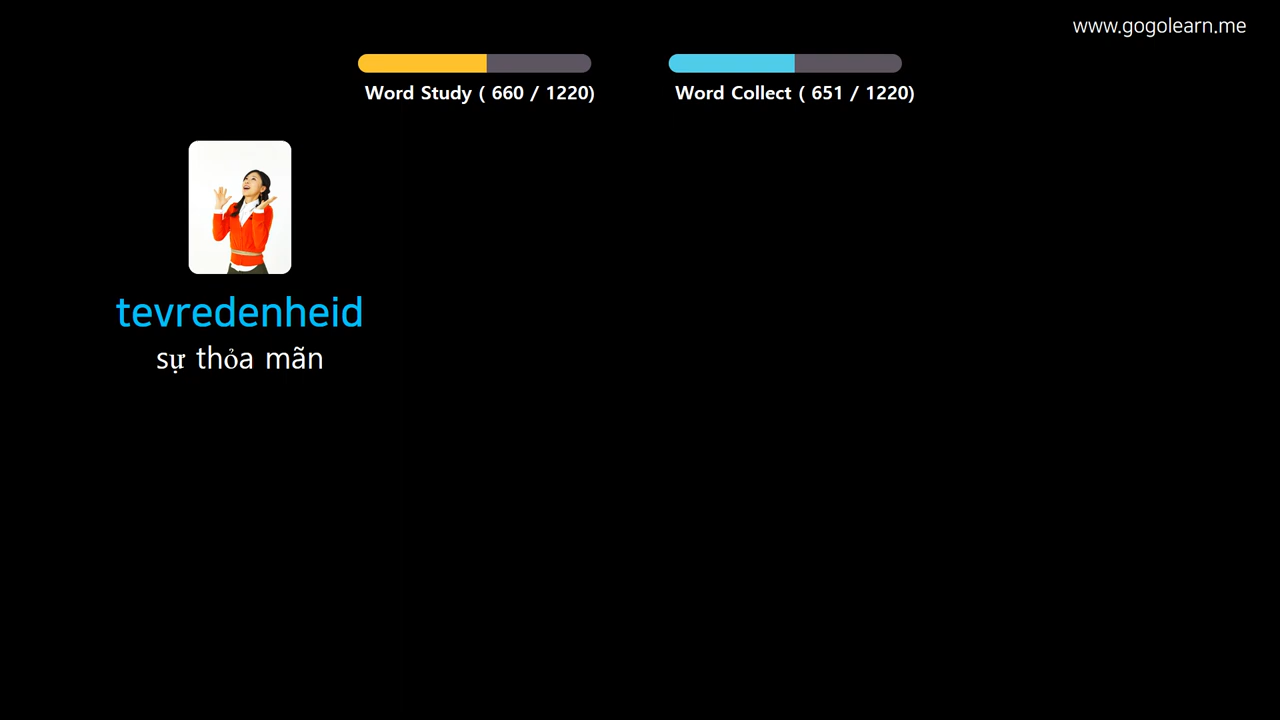 www.gogolearn.me
Word Study ( 660 / 1220)
Word Collect ( 651 / 1220)
tevredenheid
sự thỏa mãn